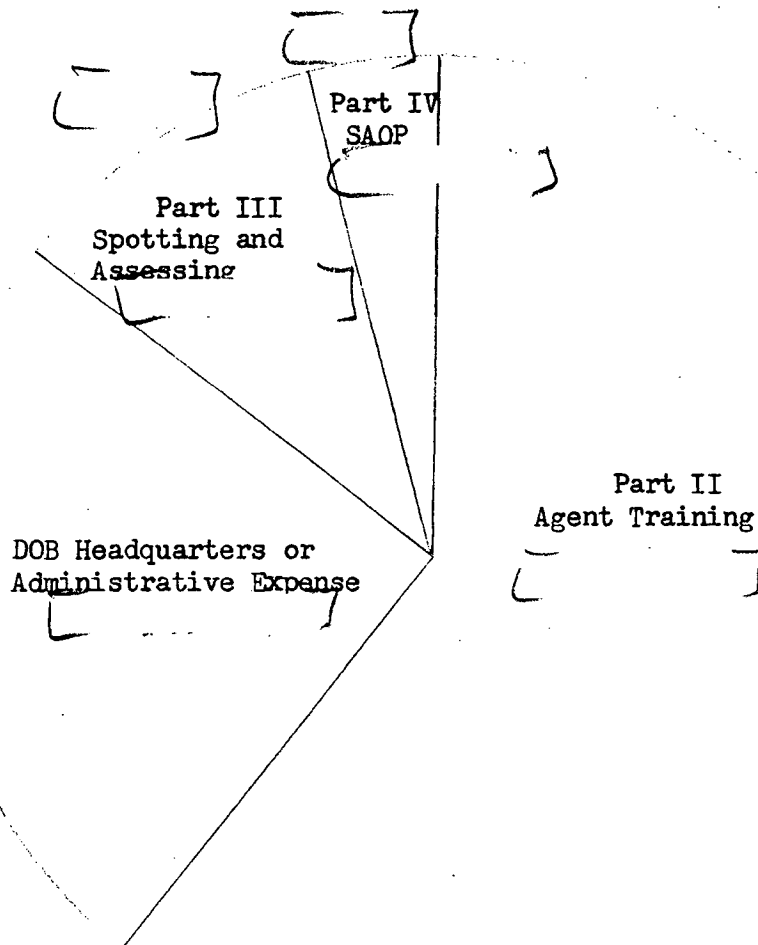 Part IV
SAOP
Part III
Spotting and
Assessing
Part II
Agent Training
DOB Headquarters or
Administrative Expense